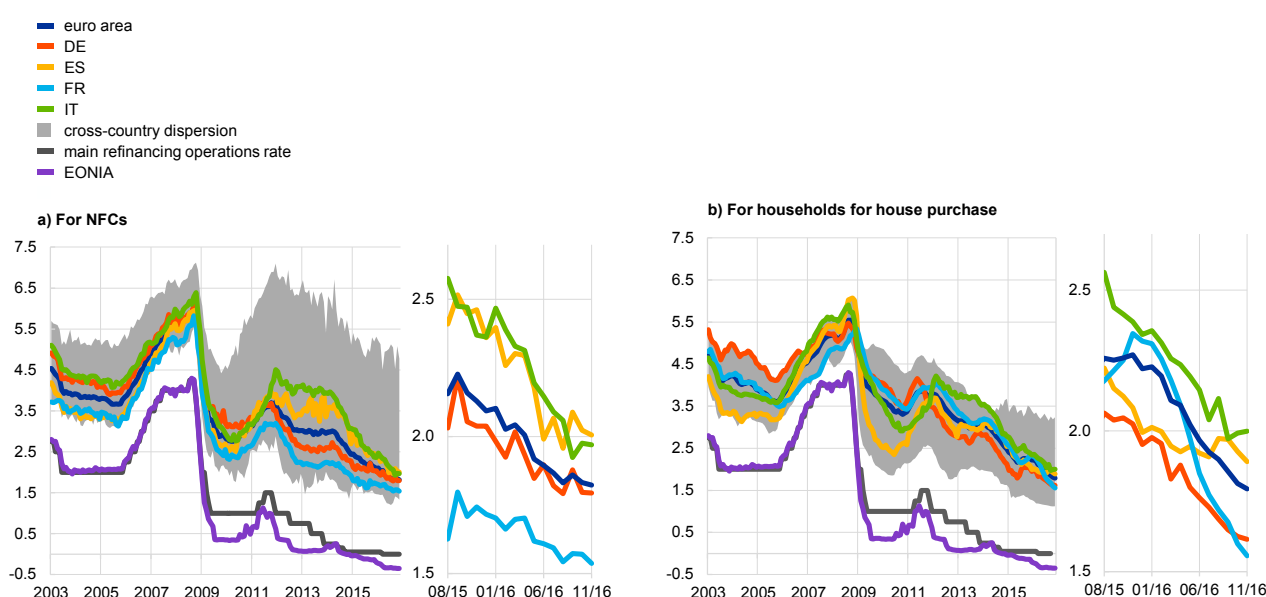 euro area
DE
ES
FR
IT
cross-country dispersion
main refinancing operations rate
EONIA
a) For NFCs
7.5
6.5
5.5
4.5
3.5
2.5
1.5
0.5
-0.5
2003 2005 2007 2009 2011 2013 2015
2.5
2.0
1.5
08/15 01/16 06/16 11/16
b) For households for house purchase
7.5
6.5
5.5
4.5
3.5
2.5
1.5
0.5
-0.5
2003 2005 2007 2009 2011 2013 2015
2.5
2.0
1.5
08/15 01/16 06/16 11/16